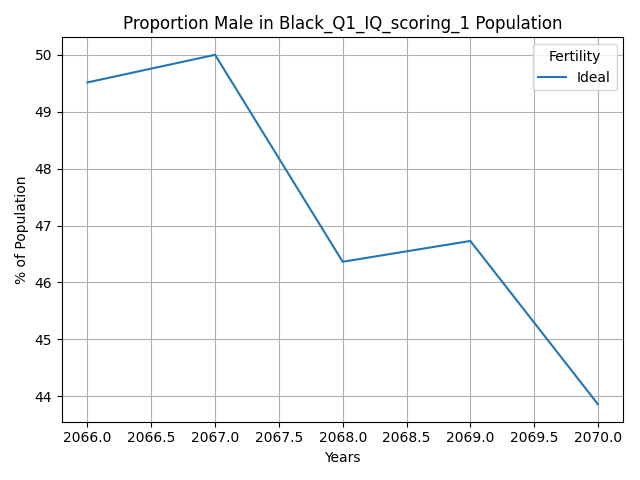 Proportion Male in Black_Q1_IQ_scoring_1 Population
Fertility
Ideal
% of Population
50
49
48
47
46
45
44
2066.0 2066.5 2067.0 2067.5 2068.0 2068.5 2069.0 2069.5 2070.0
Years